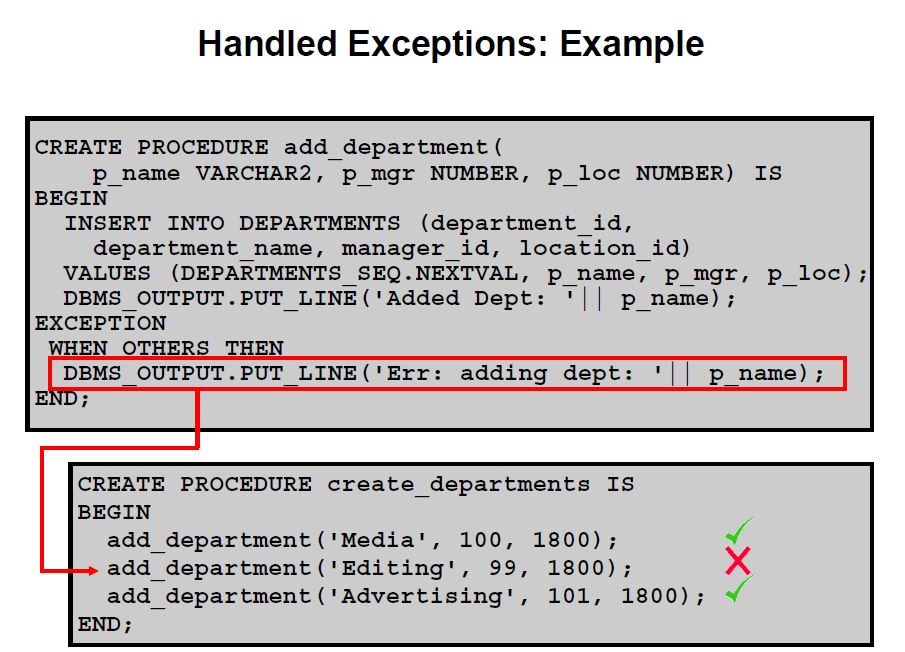 Handled Exceptions: Example
CREATE PROCEDURE add_department(
p_name VARCHAR2, p_mgr NUMBER, p_loc NUMBER) IS
BEGIN
INSERT INTO DEPARTMENTS (department_id,
department_name, manager_id, location_id)
VALUES (DEPARTMENTS_SEQ.NEXTVAL, p_name, p_mgr, p_loc);
DBMS_OUTPUT.PUT_LINE('Added Dept: '|| p_name);
EXCEPTION
WHEN OTHERS THEN
DBMS_OUTPUT.PUT_LINE('Err: adding dept: '|| p_name);
END;
CREATE PROCEDURE create_departments IS
BEGIN
add_department('Media', 100, 1800);
add_department('Editing', 99, 1800);
add_department('Advertising', 101, 1800);
END;